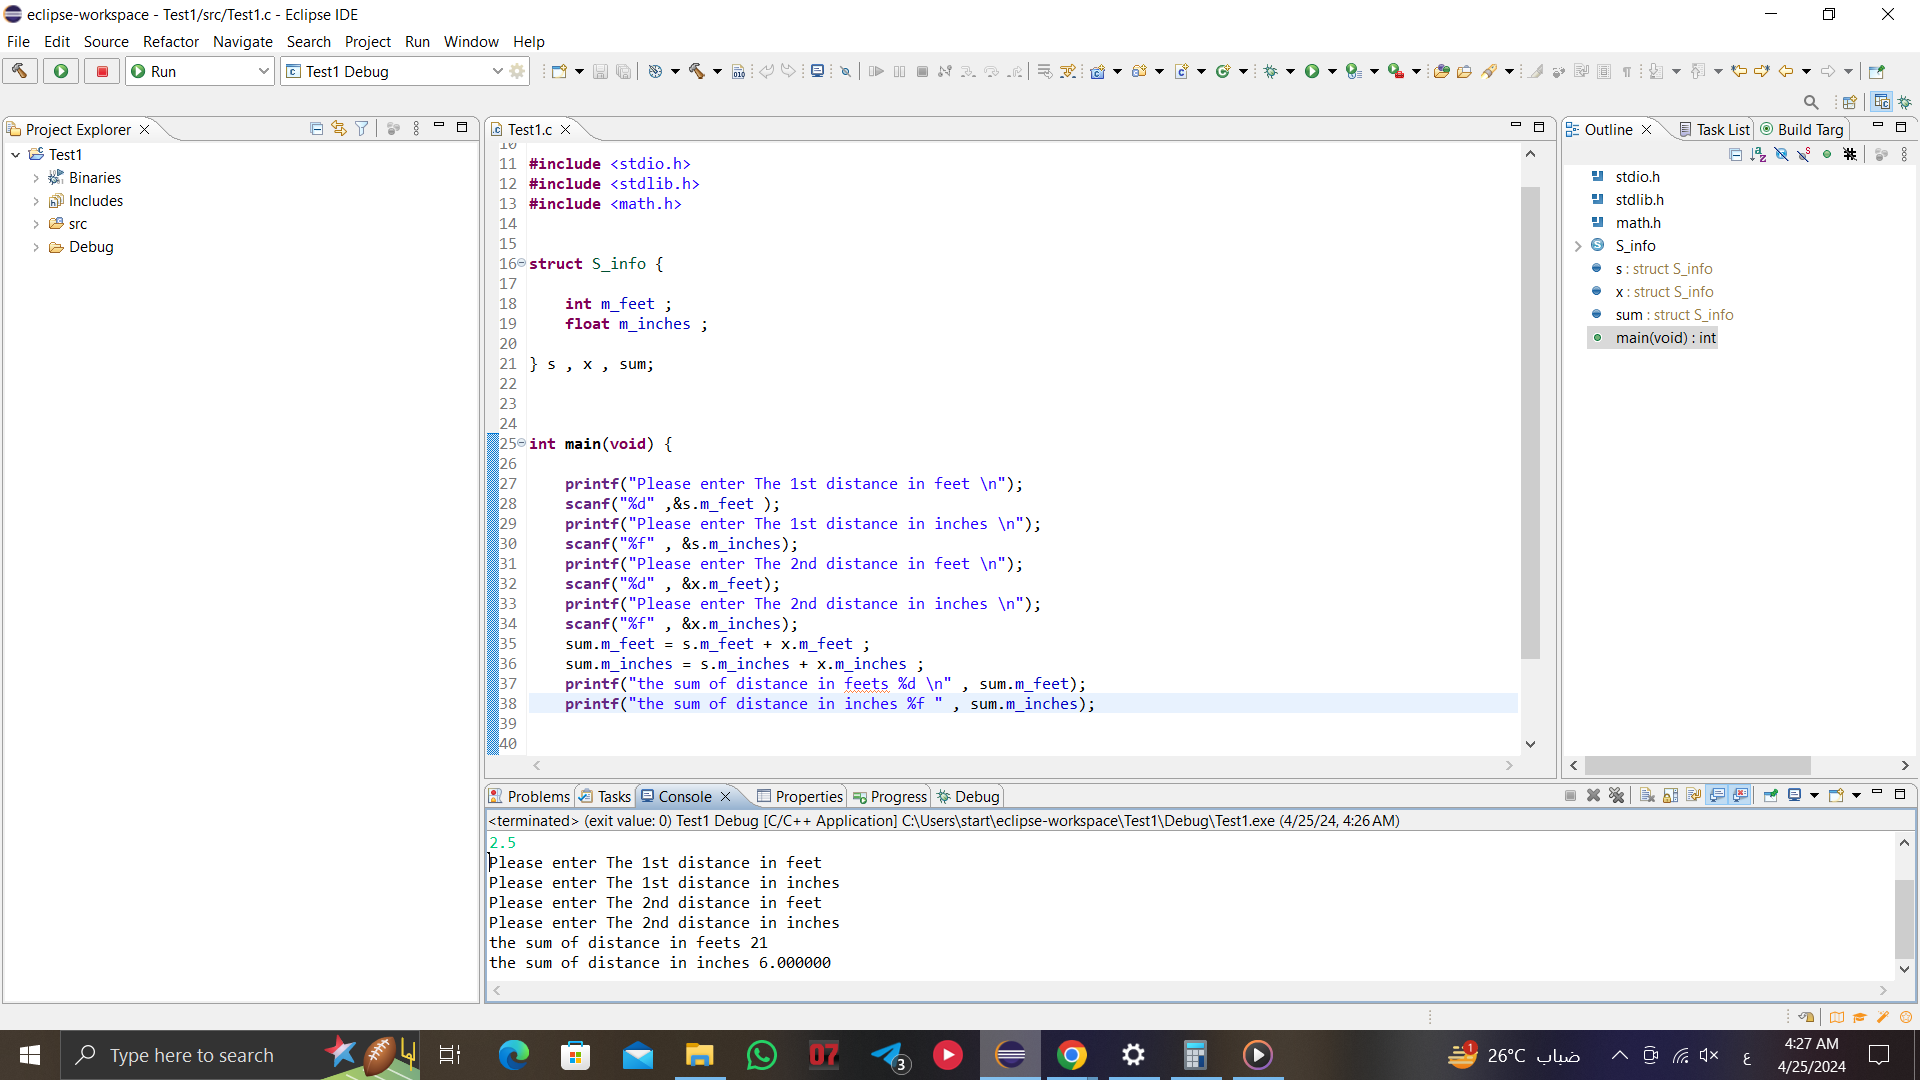 eclipse-workspace - Test1/src/Test1.c - Eclipse IDE
File Edit Source Refactor Navigate Search Project Run Window Help
Run
Test1 Debug
Project Explorer
Test1
Binaries
Includes
src
Debug
Test1.c
10
11 #include <stdio.h>
12 #include <stdlib.h>
13 #include <math.h>
14
15
16 struct S_info {
17
18 int m_feet ;
19 float m_inches ;
20
21 } s , x , sum;
22
23
24
25 int main(void) {
26
27 printf("Please enter The 1st distance in feet \n");
28 scanf("%d" ,&s.m_feet );
29 printf("Please enter The 1st distance in inches \n");
30 scanf("%f" , &s.m_inches);
31 printf("Please enter The 2nd distance in feet \n");
32 scanf("%d" , &x.m_feet);
33 printf("Please enter The 2nd distance in inches \n");
34 scanf("%f" , &x.m_inches);
35 sum.m_feet = s.m_feet + x.m_feet ;
36 sum.m_inches = s.m_inches + x.m_inches ;
37 printf("the sum of distance in feets %d \n" , sum.m_feet);
38 printf("the sum of distance in inches %f " , sum.m_inches);
39
40
Outline Task List Build Targ
stdio.h
stdlib.h
math.h
S_info
s : struct S_info
x : struct S_info
sum : struct S_info
main(void) : int
Problems Tasks Console Properties Progress Debug
<terminated> (exit value: 0) Test1 Debug [C/C++ Application] C:\Users\start\eclipse-workspace\Test1\Debug\Test1.exe (4/25/24, 4:26 AM)
2.5
Please enter The 1st distance in feet
Please enter The 1st distance in inches
Please enter The 2nd distance in feet
Please enter The 2nd distance in inches
the sum of distance in feets 21
the sum of distance in inches 6.000000
Type here to search
07
3
1
26°C ضباب
ع
4:27 AM
4/25/2024